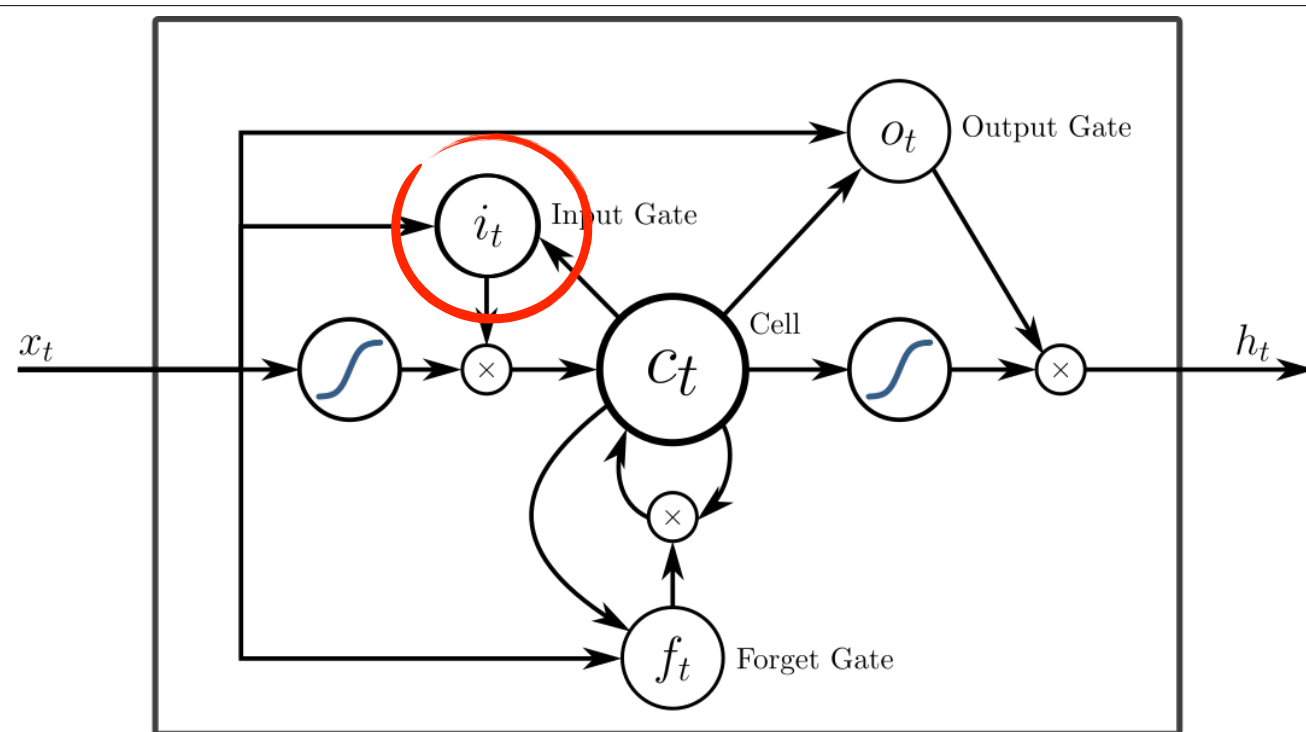 o_t Output Gate
i_t Input Gate
Cell
x_t
c_t
h_t
×
×
×
f_t Forget Gate